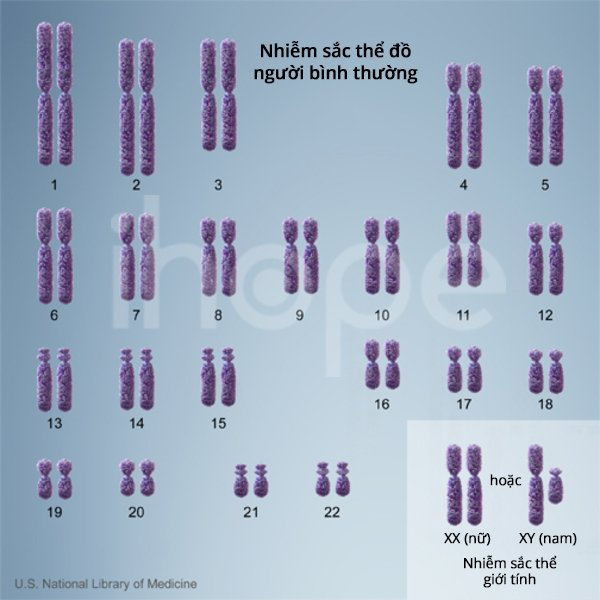 Nhiễm sắc thể đồ
người bình thường
1 2 3 4 5
6 7 8 9 10 11 12
ihope
13 14 15 16 17 18
19 20 21 22
hoặc
XX (nữ) XY (nam)
Nhiễm sắc thể
giới tính
U.S. National Library of Medicine